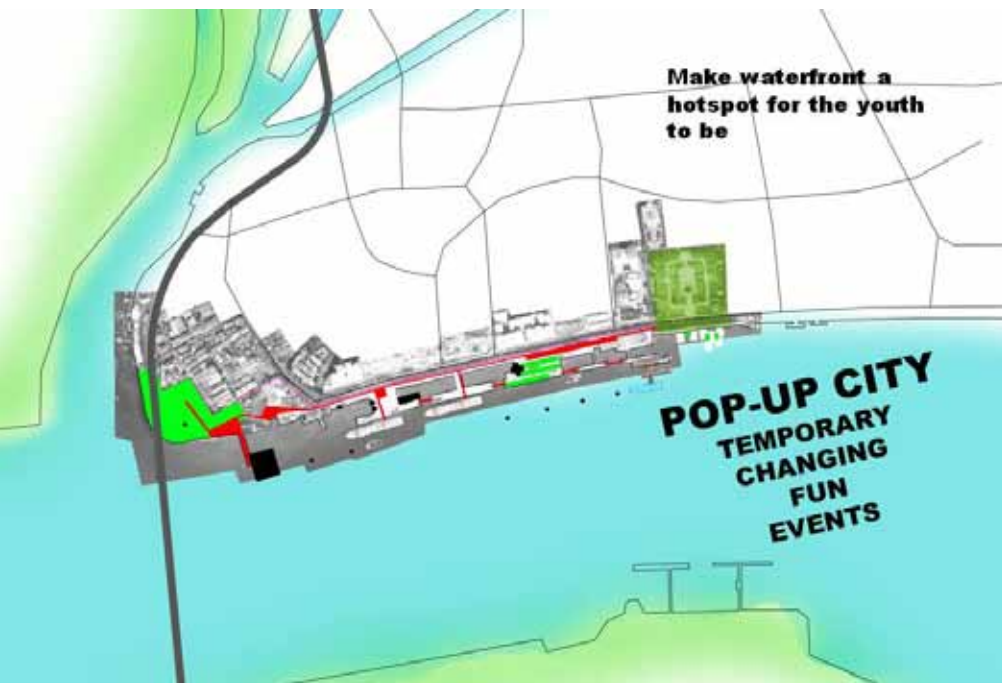 Make waterfront a
hotspot for the youth
to be
POP-UP CITY
TEMPORARY
CHANGING
FUN
EVENTS